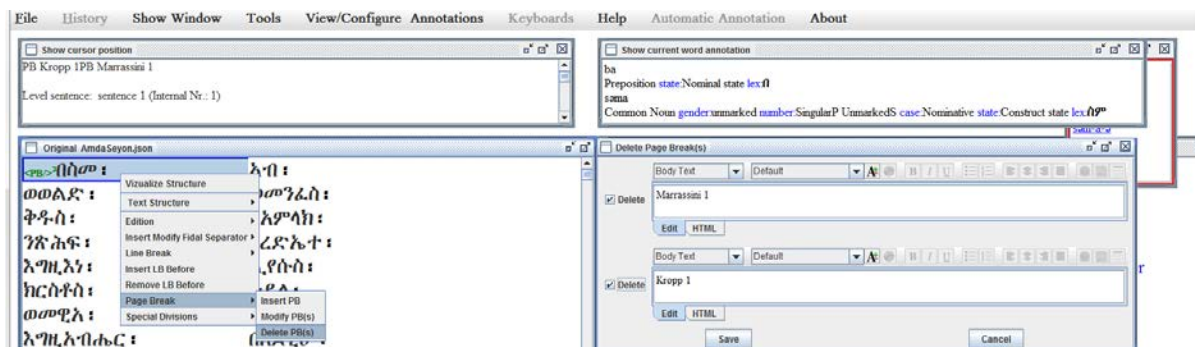 File History Show Window Tools View/Configure Annotations Keyboards Help Automatic Annotation About
Show cursor position
PB Kropp 1PB Marrassini 1
Level sentence: sentence 1 (Internal Nr.: 1)
Show current word annotation
ba
Preposition state:Nominal state lex:በ
səma
Common Noun gender:unmarked number:SingularP UnmarkedS case:Nominative state:Construct state lex:ስም
Original AmdaSeyon.json
<PB/>በስመ፡ አብ፡
ወወልድ፡ ወመንፈስ፡
ቅዱስ፡ አምላክ፡
ንጽሕፍ፡ ረድኤተ፡
እግዚእነ፡ ኢየሱስ፡
ክርስቶስ፡
ወመዊአ፡
እግዚአብሔር፡
Vizualize Structure
Text Structure
Edition
Insert Modify Fidal Separator
Line Break
Insert LB Before
Remove LB Before
Page Break
Special Divisions
Insert PB
Modify PB(s)
Delete PB(s)
Delete Page Break(s)
Body Text Default B I U
Delete Marrassini 1
Edit HTML
Body Text Default B I U
Delete Kropp 1
Edit HTML
Save Cancel